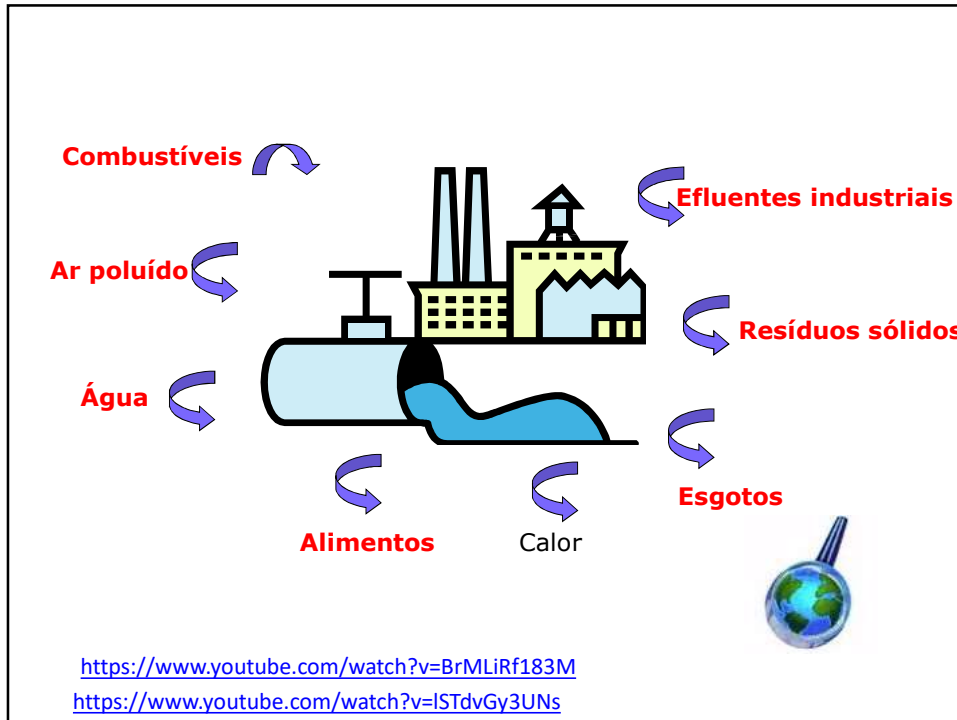 Combustíveis
Efluentes industriais
Ar poluído
Resíduos sólidos
Água
Esgotos
Alimentos
Calor
https://www.youtube.com/watch?v=BrMLiRf183M
https://www.youtube.com/watch?v=lSTdvGy3UNs